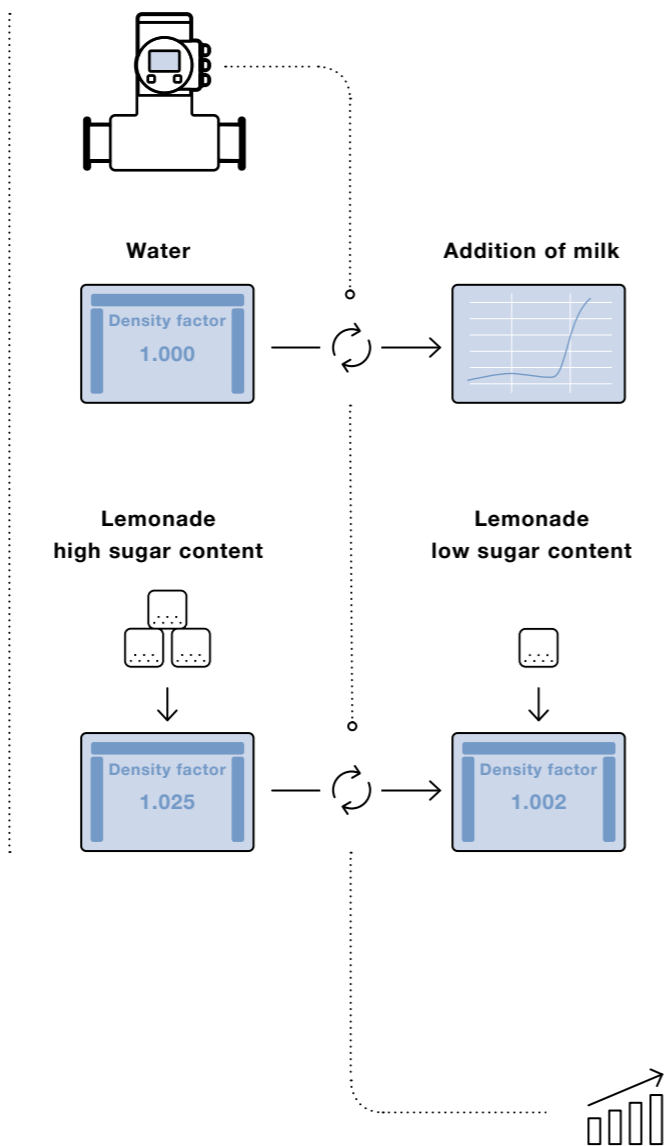 Water
Addition of milk
Density factor
1.000
Lemonade
high sugar content
Lemonade
low sugar content
Density factor
1.025
Density factor
1.002